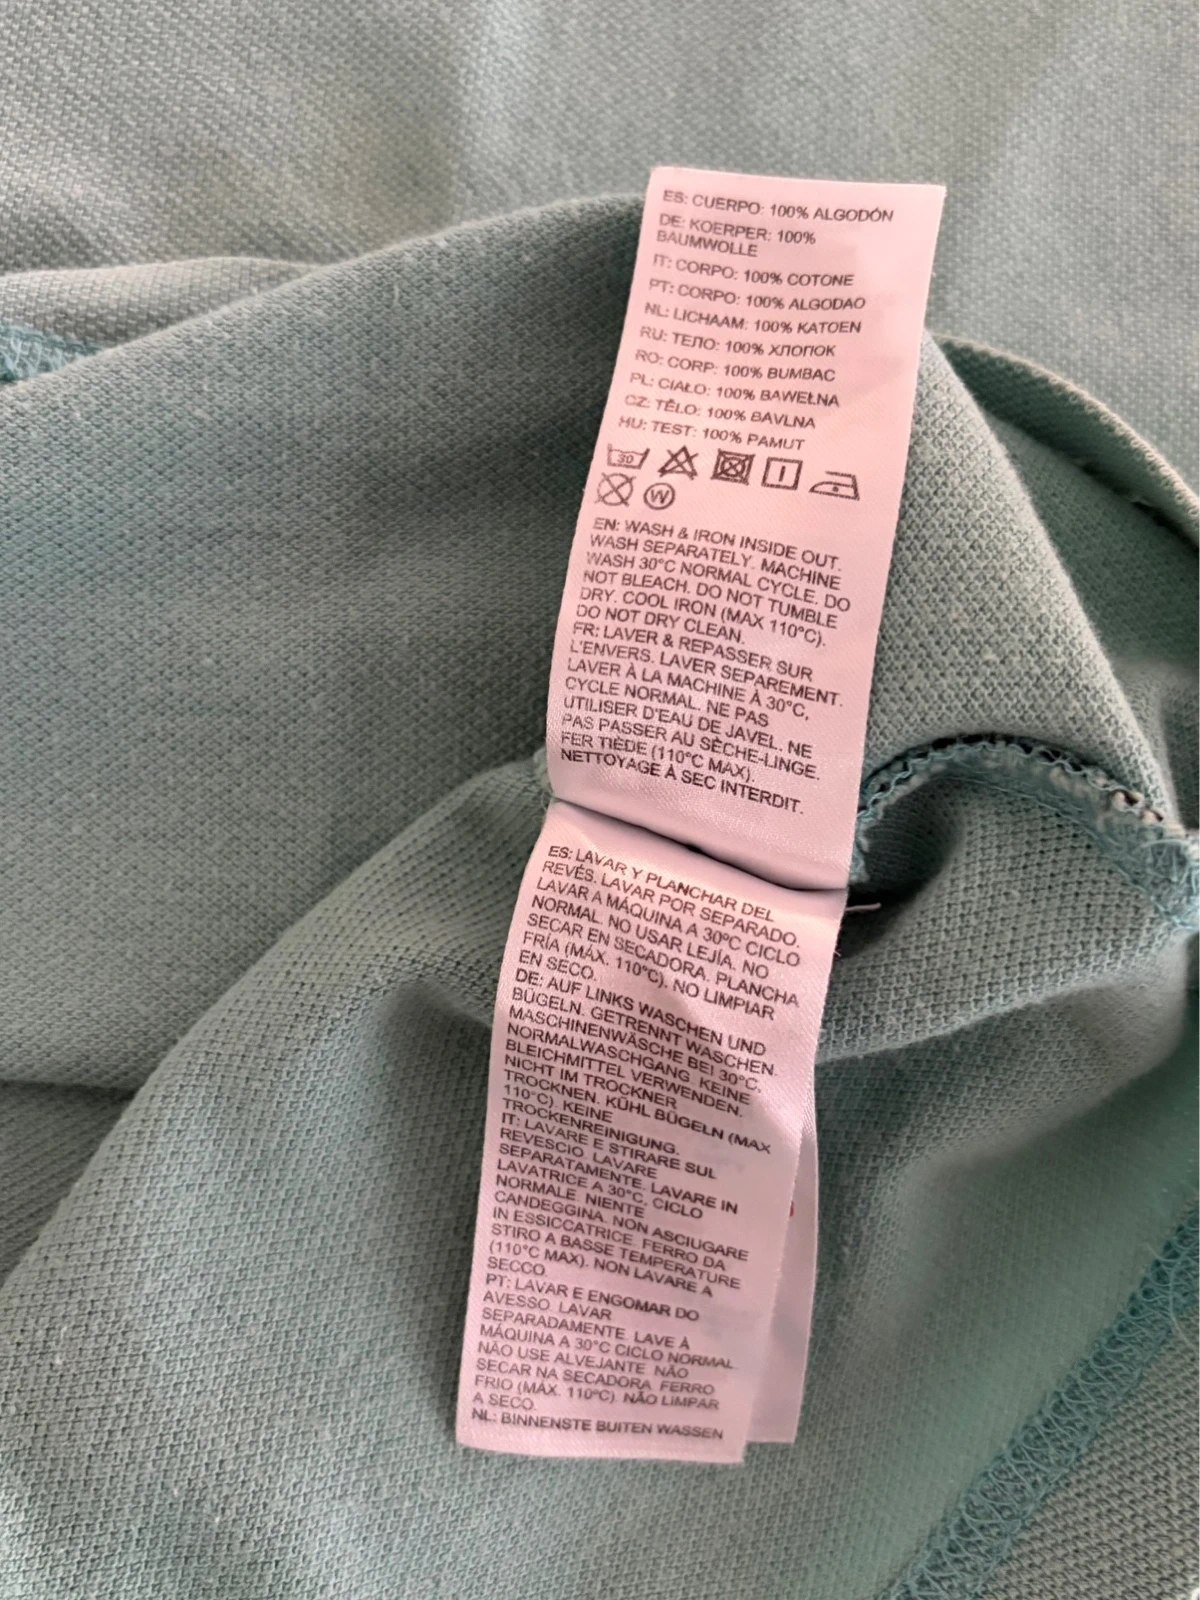 ES: CUERPO: 100% ALGODÓN
DE: KOERPER: 100%
BAUMWOLLE
IT: CORPO: 100% COTONE
PT: CORPO: 100% ALGODAO
NL: LICHAAM: 100% KATOEN
RU: ТЕЛО: 100% ХЛОПОК
RO: CORP: 100% BUMBAC
PL: CIAŁO: 100% BAWEŁNA
CZ: TĚLO: 100% BAVLNA
HU: TEST: 100% PAMUT
30
W
EN: WASH & IRON INSIDE OUT.
WASH SEPARATELY. MACHINE
WASH 30°C NORMAL CYCLE. DO
NOT BLEACH. DO NOT TUMBLE
DRY. COOL IRON (MAX 110°C).
DO NOT DRY CLEAN.
FR: LAVER & REPASSER SUR
L'ENVERS. LAVER SEPAREMENT.
LAVER À LA MACHINE À 30°C,
CYCLE NORMAL. NE PAS
UTILISER D'EAU DE JAVEL. NE
PAS PASSER AU SÈCHE-LINGE.
FER TIÈDE (110°C MAX).
NETTOYAGE À SEC INTERDIT.
ES: LAVAR Y PLANCHAR DEL
REVÉS. LAVAR POR SEPARADO.
LAVAR A MÁQUINA A 30ºC CICLO
NORMAL. NO USAR LEJÍA. NO
SECAR EN SECADORA. PLANCHA
FRÍA (MÁX. 110°C). NO LIMPIAR
EN SECO.
DE: AUF LINKS WASCHEN UND
BÜGELN. GETRENNT WASCHEN.
MASCHINENWÄSCHE BEI 30°C,
NORMALWASCHGANG. KEINE
BLEICHMITTEL VERWENDEN.
NICHT IM TROCKNER
TROCKNEN. KÜHL BÜGELN (MAX
110°C). KEINE
TROCKENREINIGUNG.
IT: LAVARE E STIRARE SUL
REVESCIO. LAVARE
SEPARATAMENTE. LAVARE IN
LAVATRICE A 30°C, CICLO
NORMALE. NIENTE
CANDEGGINA. NON ASCIUGARE
IN ESSICCATRICE. FERRO DA
STIRO A BASSE TEMPERATURE
(110°C MAX). NON LAVARE A
SECCO.
PT: LAVAR E ENGOMAR DO
AVESSO. LAVAR
SEPARADAMENTE. LAVE À
MÁQUINA A 30°C CICLO NORMAL.
NÃO USE ALVEJANTE. NÃO
SECAR NA SECADORA. FERRO
FRIO (MÁX. 110ºC). NÃO LIMPAR
A SECO.
NL: BINNENSTE BUITEN WASSEN